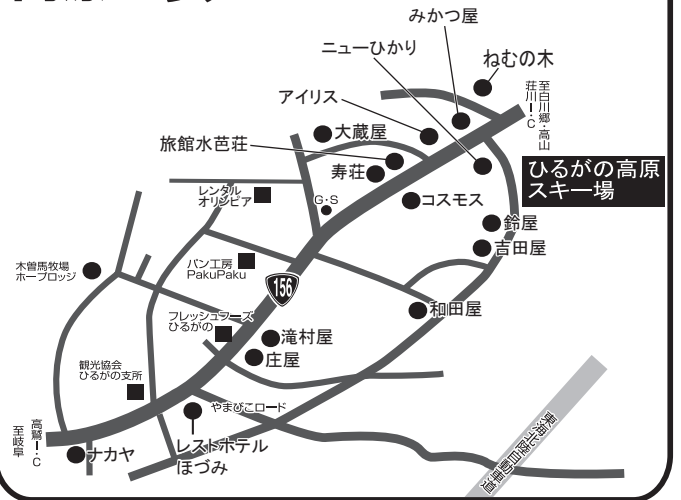 みかつ屋
ニューひかり
ねむの木
アイリス
至白川郷・高山
荘川I・C
大蔵屋
旅館水芭荘
寿荘
ひるがの高原
スキー場
レンタル
オリンピア
G・S
コスモス
鈴屋
吉田屋
木曽馬牧場
ホープロッジ
パン工房
PakuPaku
156
和田屋
フレッシュフーズ
ひるがの
滝村屋
庄屋
観光協会
ひるがの支所
やまびこロード
高鷲I・C
至岐阜
ナカヤ
レストホテル
ほづみ
東海北陸自動車道